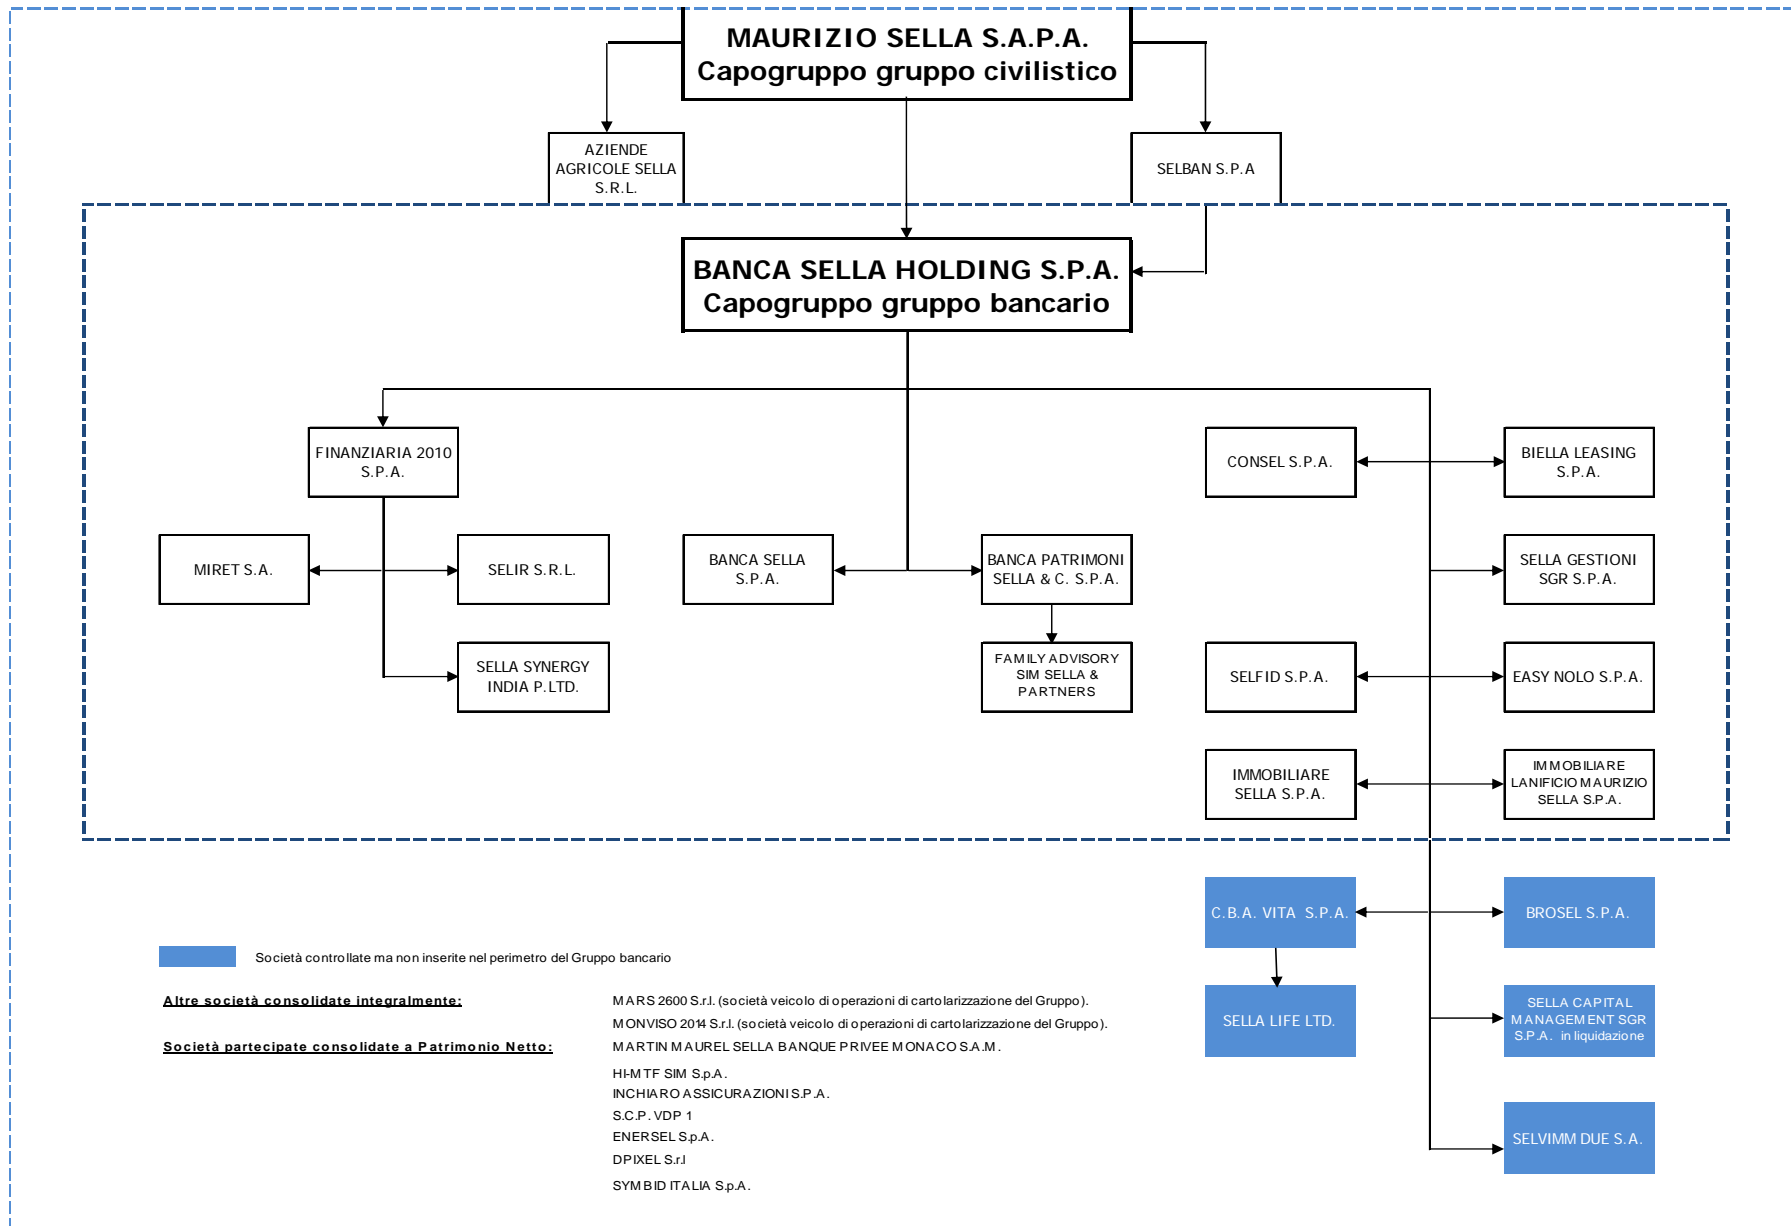 MAURIZIO SELLA S.A.P.A.
Capogruppo gruppo civilistico
AZIENDE
AGRICOLE SELLA
S.R.L.
SELBAN S.P.A
BANCA SELLA HOLDING S.P.A.
Capogruppo gruppo bancario
FINANZIARIA 2010
S.P.A.
CONSEL S.P.A.
BIELLA LEASING
S.P.A.
MIRET S.A.
SELIR S.R.L.
BANCA SELLA
S.P.A.
BANCA PATRIMONI
SELLA & C. S.P.A.
SELLA GESTIONI
SGR S.P.A.
SELLA SYNERGY
INDIA P.LTD.
FAMILY ADVISORY
SIM SELLA &
PARTNERS
SELFID S.P.A.
EASY NOLO S.P.A.
IMMOBILIARE
SELLA S.P.A.
IMMOBILIARE
LANIFICIO MAURIZIO
SELLA S.P.A.
C.B.A. VITA S.P.A.
BROSEL S.P.A.
Società controllate ma non inserite nel perimetro del Gruppo bancario
SELLA LIFE LTD.
SELLA CAPITAL
MANAGEMENT SGR
S.P.A. in liquidazione
SELVIMM DUE S.A.
Altre società consolidate integralmente:
MARS 2600 S.r.l. (società veicolo di operazioni di cartolarizzazione del Gruppo).
MONVISO 2014 S.r.l. (società veicolo di operazioni di cartolarizzazione del Gruppo).
Società partecipate consolidate a Patrimonio Netto:
MARTIN MAUREL SELLA BANQUE PRIVEE MONACO S.A.M.
HI-MTF SIM S.p.A.
INCHIARO ASSICURAZIONI S.P.A.
S.C.P. VDP 1
ENERSEL S.p.A.
DPIXEL S.r.l
SYMBID ITALIA S.p.A.